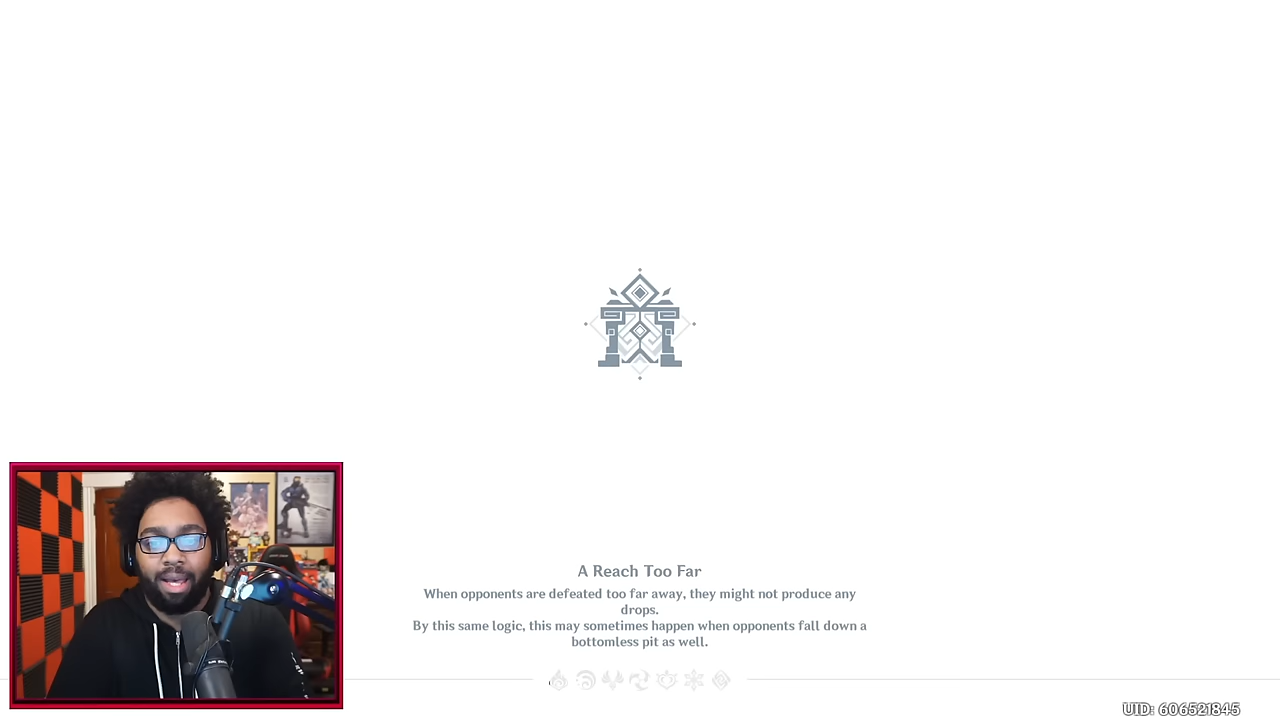 A Reach Too Far
When opponents are defeated too far away, they might not produce any
drops.
By this same logic, this may sometimes happen when opponents fall down a
bottomless pit as well.
UID: 606521845